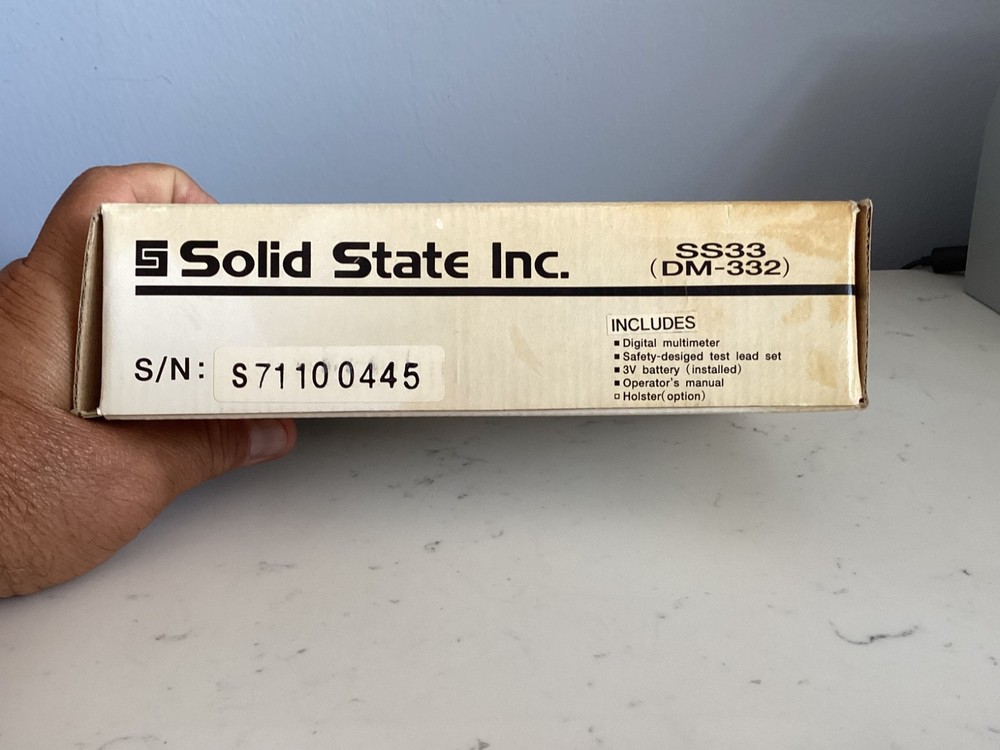 Solid State Inc.
SS33
(DM-332)
S/N: S71100445
INCLUDES
▪ Digital multimeter
▪ Safety-desiged test lead set
▪ 3V battery (installed)
▪ Operator's manual
▫ Holster(option)